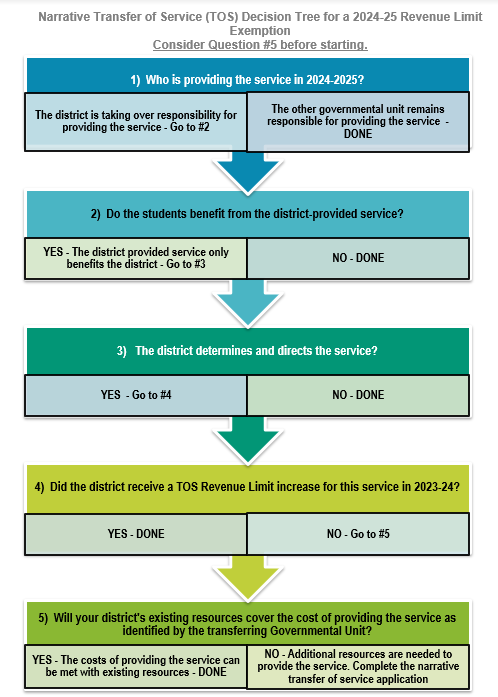 Narrative Transfer of Service (TOS) Decision Tree for a 2024-25 Revenue Limit
Exemption
Consider Question #5 before starting.
1) Who is providing the service in 2024-2025?
The district is taking over responsibility for
providing the service - Go to #2
The other governmental unit remains
responsible for providing the service -
DONE
2) Do the students benefit from the district-provided service?
YES - The district provided service only
benefits the district - Go to #3
NO - DONE
3) The district determines and directs the service?
YES - Go to #4
NO - DONE
4) Did the district receive a TOS Revenue Limit increase for this service in 2023-24?
YES - DONE
NO - Go to #5
5) Will your district's existing resources cover the cost of providing the service as
identified by the transferring Governmental Unit?
YES - The costs of providing the service can
be met with existing resources - DONE
NO - Additional resources are needed to
provide the service. Complete the narrative
transfer of service application